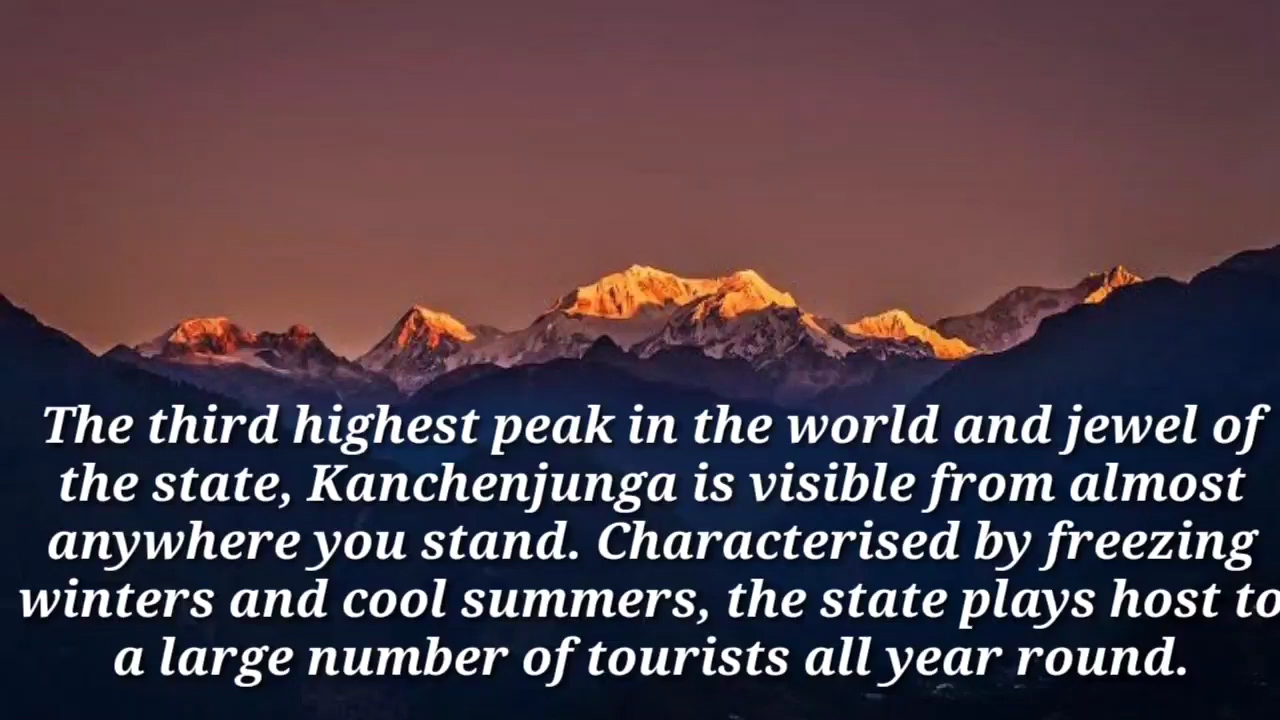 The third highest peak in the world and jewel of
the state, Kanchenjunga is visible from almost
anywhere you stand. Characterised by freezing
winters and cool summers, the state plays host to
a large number of tourists all year round.